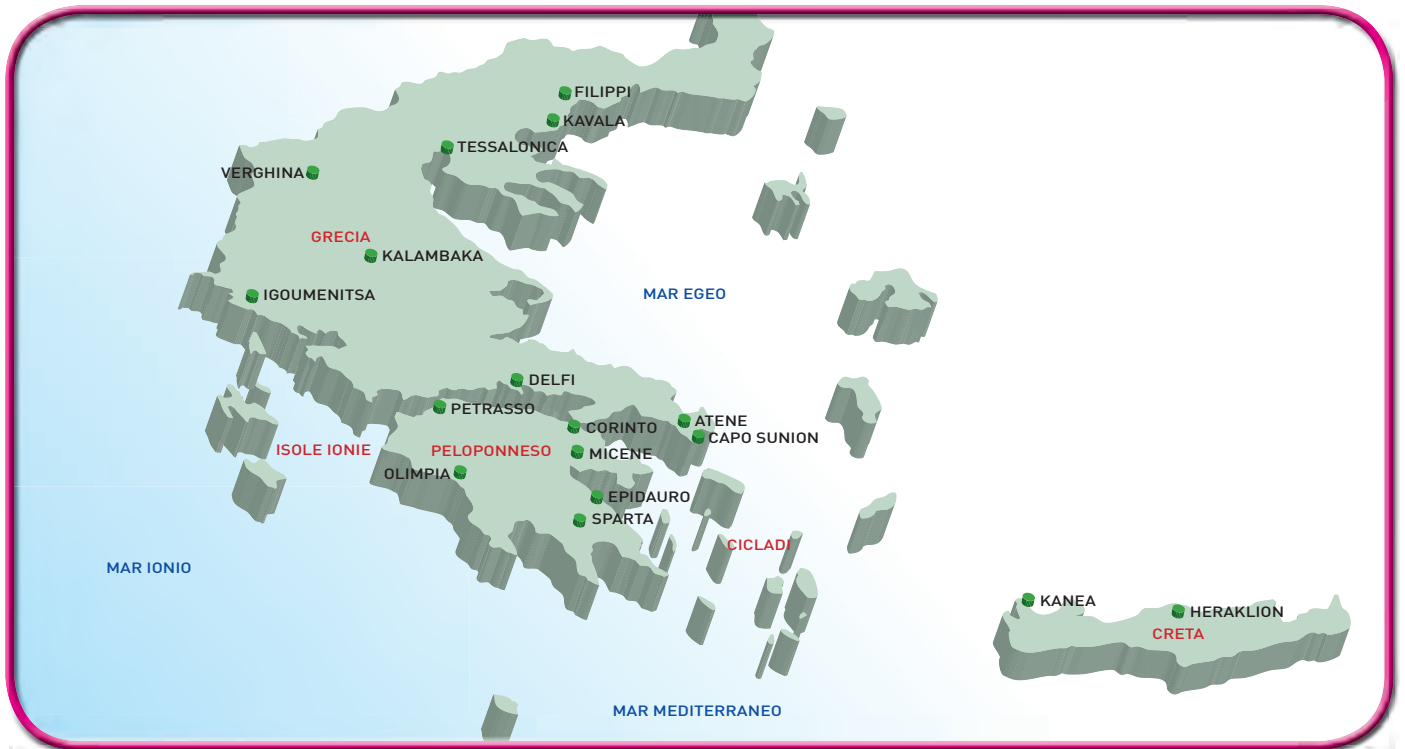 FILIPPI
KAVALA
TESSALONICA
VERGHINA
GRECIA
KALAMBAKA
IGOUMENITSA
MAR EGEO
DELFI
PETRASSO
ATENE
CORINTO
CAPO SUNION
ISOLE IONIE
PELOPONNESO
MICENE
OLIMPIA
EPIDAURO
SPARTA
CICLADI
MAR IONIO
KANEA
HERAKLION
CRETA
MAR MEDITERRANEO